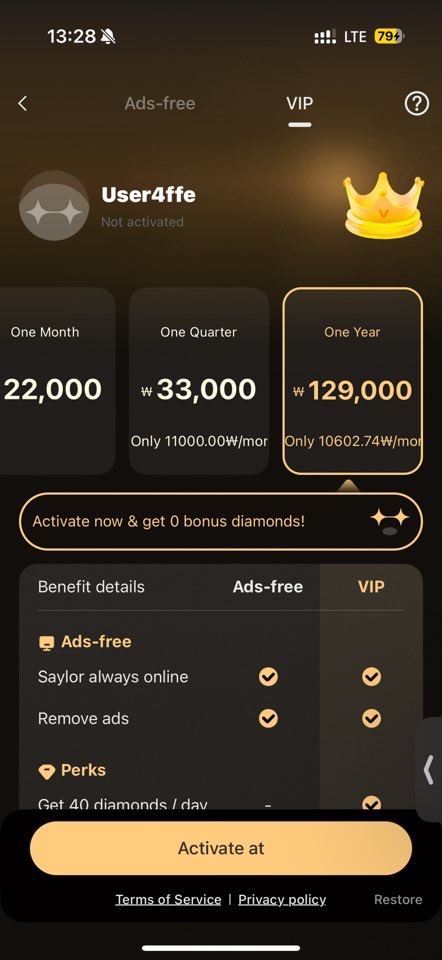 13:28
LTE
79
Ads-free
VIP
User4ffe
Not activated
One Month
One Quarter
One Year
22,000
₩ 33,000
₩ 129,000
Only 11000.00₩/mor
Only 10602.74₩/mor
Activate now & get 0 bonus diamonds!
Benefit details
Ads-free
VIP
Ads-free
Saylor always online
Remove ads
Perks
Get 40 diamonds / day
-
Activate at
Terms of Service | Privacy policy
Restore